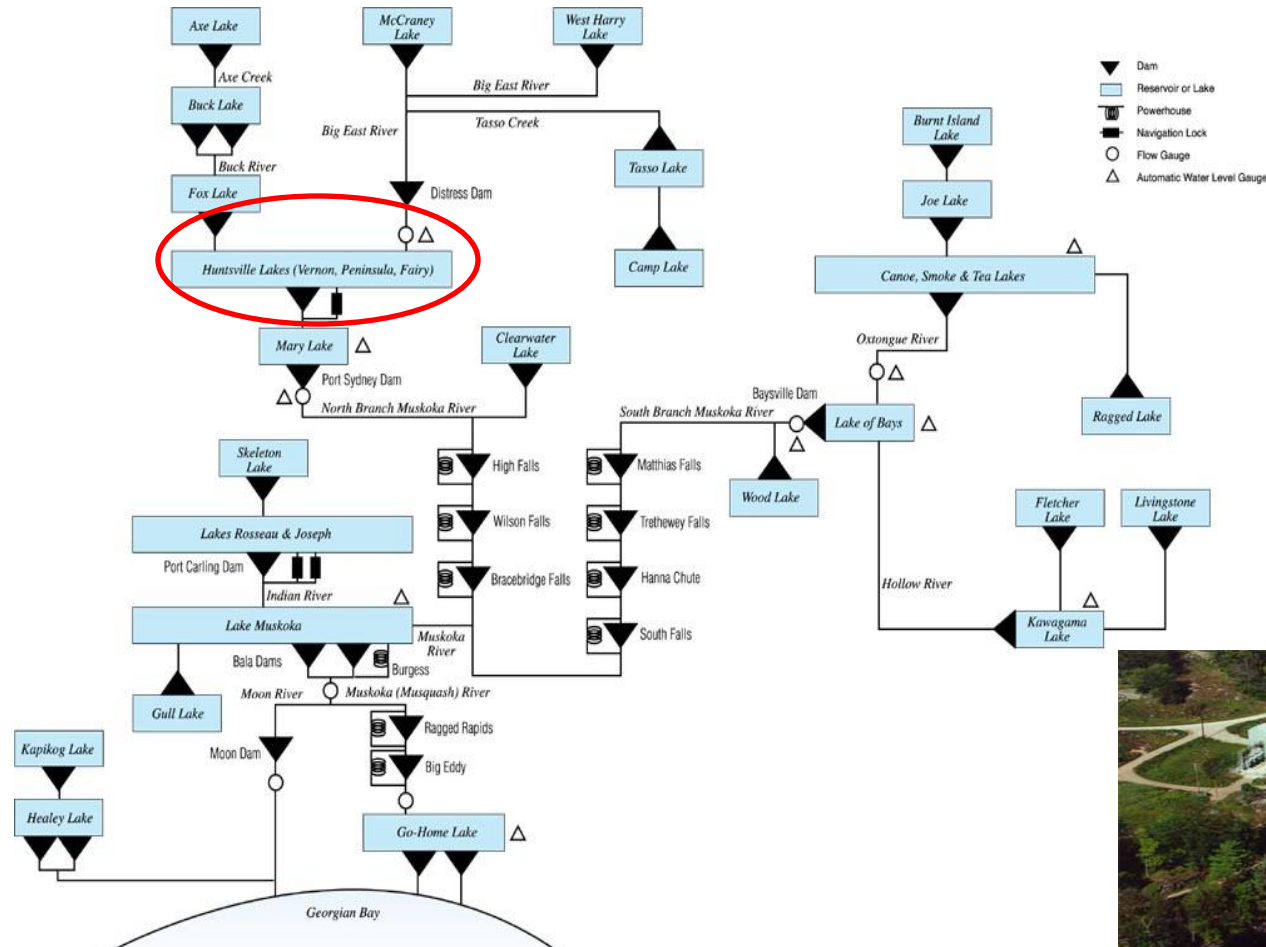 Axe Lake
McCraney
Lake
West Harry
Lake
Axe Creek
Big East River
Buck Lake
Big East River
Tasso Creek
Buck River
Tasso Lake
Fox Lake
Distress Dam
Huntsville Lakes (Vernon, Peninsula, Fairy)
Camp Lake
Mary Lake
Clearwater
Lake
Port Sydney Dam
North Branch Muskoka River
South Branch Muskoka River
Baysville Dam
Lake of Bays
Oxtongue River
Burnt Island
Lake
Joe Lake
Canoe, Smoke & Tea Lakes
Ragged Lake
Dam
Reservoir or Lake
Powerhouse
Navigation Lock
Flow Gauge
Automatic Water Level Gauge
Skeleton
Lake
High Falls
Matthias Falls
Wood Lake
Fletcher
Lake
Livingstone
Lake
Lakes Rosseau & Joseph
Wilson Falls
Trethewey Falls
Port Carling Dam
Bracebridge Falls
Hanna Chute
Hollow River
Indian River
Lake Muskoka
Muskoka
River
South Falls
Kawagama
Lake
Bala Dams
Burgess
Moon River
Muskoka (Musquash) River
Gull Lake
Ragged Rapids
Kapikog Lake
Moon Dam
Big Eddy
Healey Lake
Go-Home Lake
Georgian Bay